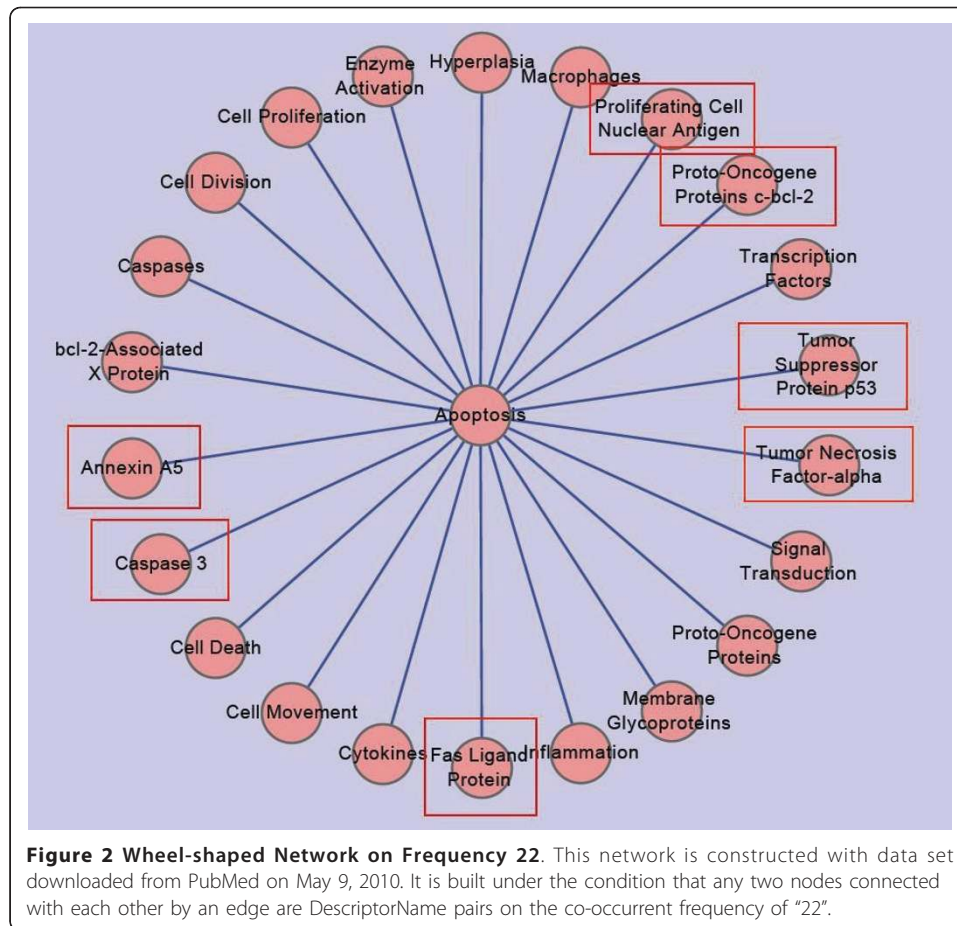 Hyperplasia
Enzyme
Activation
Macrophages
Cell Proliferation
Proliferating Cell
Nuclear Antigen
Cell Division
Proto-Oncogene
Proteins c-bcl-2
Caspases
Transcription
Factors
bcl-2-Associated
X Protein
Tumor
Suppressor
Protein p53
Apoptosis
Annexin A5
Tumor Necrosis
Factor-alpha
Caspase 3
Signal
Transduction
Cell Death
Proto-Oncogene
Proteins
Cell Movement
Membrane
Glycoproteins
Cytokines
Fas Ligand
Protein
Inflammation
Figure 2 Wheel-shaped Network on Frequency 22. This network is constructed with data set
downloaded from PubMed on May 9, 2010. It is built under the condition that any two nodes connected
with each other by an edge are DescriptorName pairs on the co-occurrent frequency of “22”.